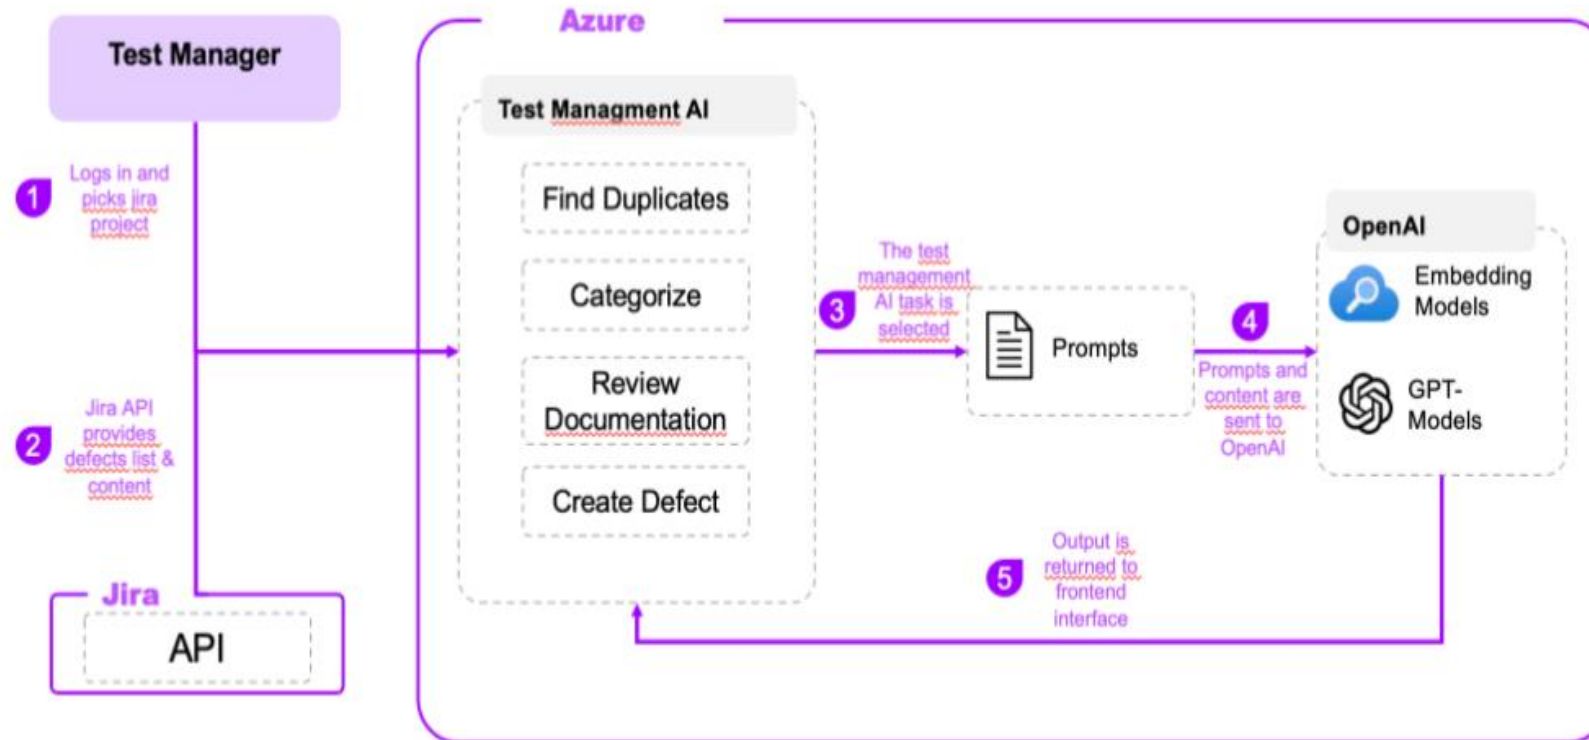 Azure
Test Manager
Test Managment AI
1
Logs in and
picks jira
project
Find Duplicates
Categorize
Review
Documentation
Create Defect
2
Jira API
provides
defects list &
content
Jira
API
3
The test
management
AI task is
selected
Prompts
4
Prompts and
content are
sent to
OpenAI
OpenAI
Embedding
Models
GPT-
Models
5
Output is
returned to
frontend
interface